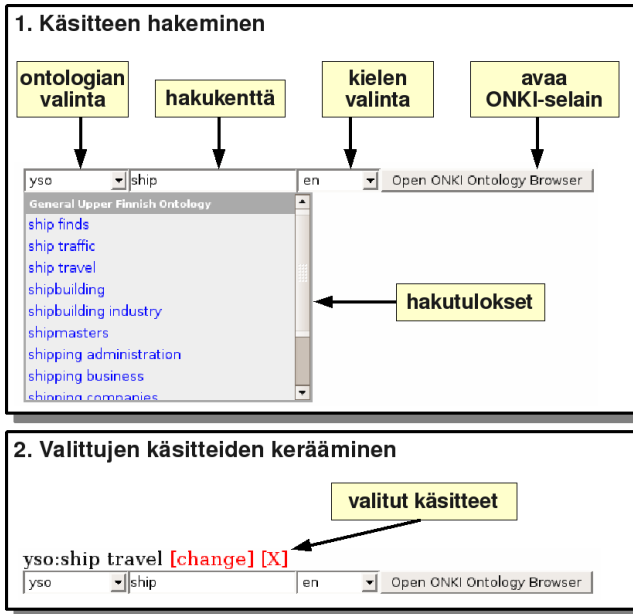 1. Käsitteen hakeminen
ontologian valinta
hakukenttä
kielen valinta
avaa ONKI-selain
yso ship en Open ONKI Ontology Browser
General Upper Finnish Ontology
ship finds
ship traffic
ship travel
shipbuilding
shipbuilding industry
shipmasters
shipping administration
shipping business
shipping companies
hakutulokset
2. Valittujen käsitteiden kerääminen
valitut käsitteet
yso:ship travel [change] [X]
yso ship en Open ONKI Ontology Browser